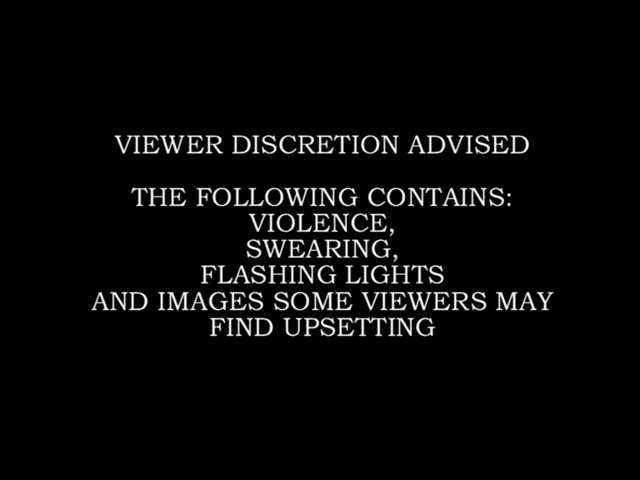 VIEWER DISCRETION ADVISED
THE FOLLOWING CONTAINS:
VIOLENCE,
SWEARING,
FLASHING LIGHTS
AND IMAGES SOME VIEWERS MAY
FIND UPSETTING